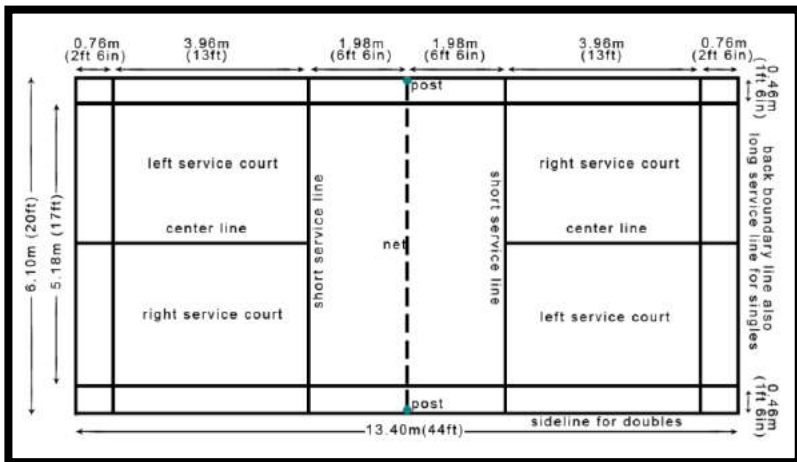 0.76m
(2ft 6in)
3.96m
(13ft)
1.98m
(6ft 6in)
1.98m
(6ft 6in)
3.96m
(13ft)
0.76m
(2ft 6in)
0.46m
(1ft 6in)
post
left service court
right service court
center line
center line
net
short service line
short service line
right service court
left service court
6.10m (20ft)
5.18m (17ft)
back boundary line also
long service line for singles
0.46m
(1ft 6in)
post
sideline for doubles
13.40m(44ft)